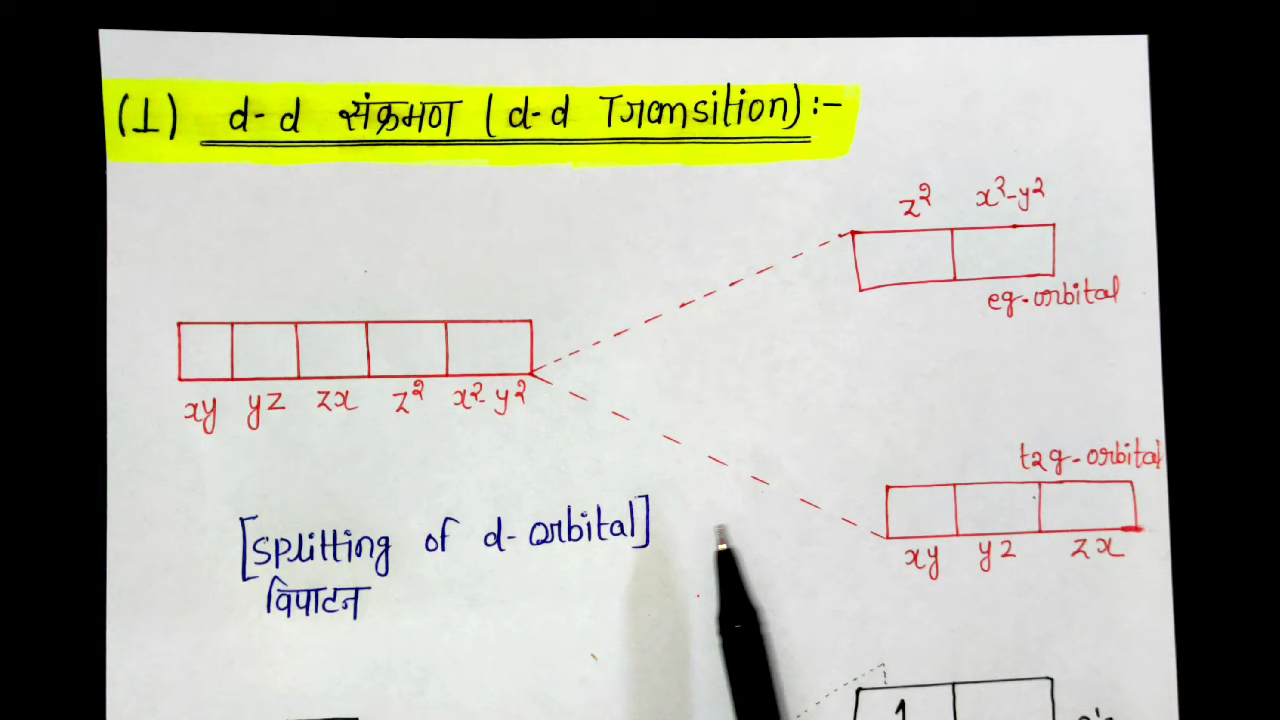 (1) d-d संक्रमण (d-d Transition):-
z² x²-y²
eg-orbital
xy yz zx z² x²-y²
t2g-orbital
xy yz zx
[Splitting of d-orbital]
विपाटन
1